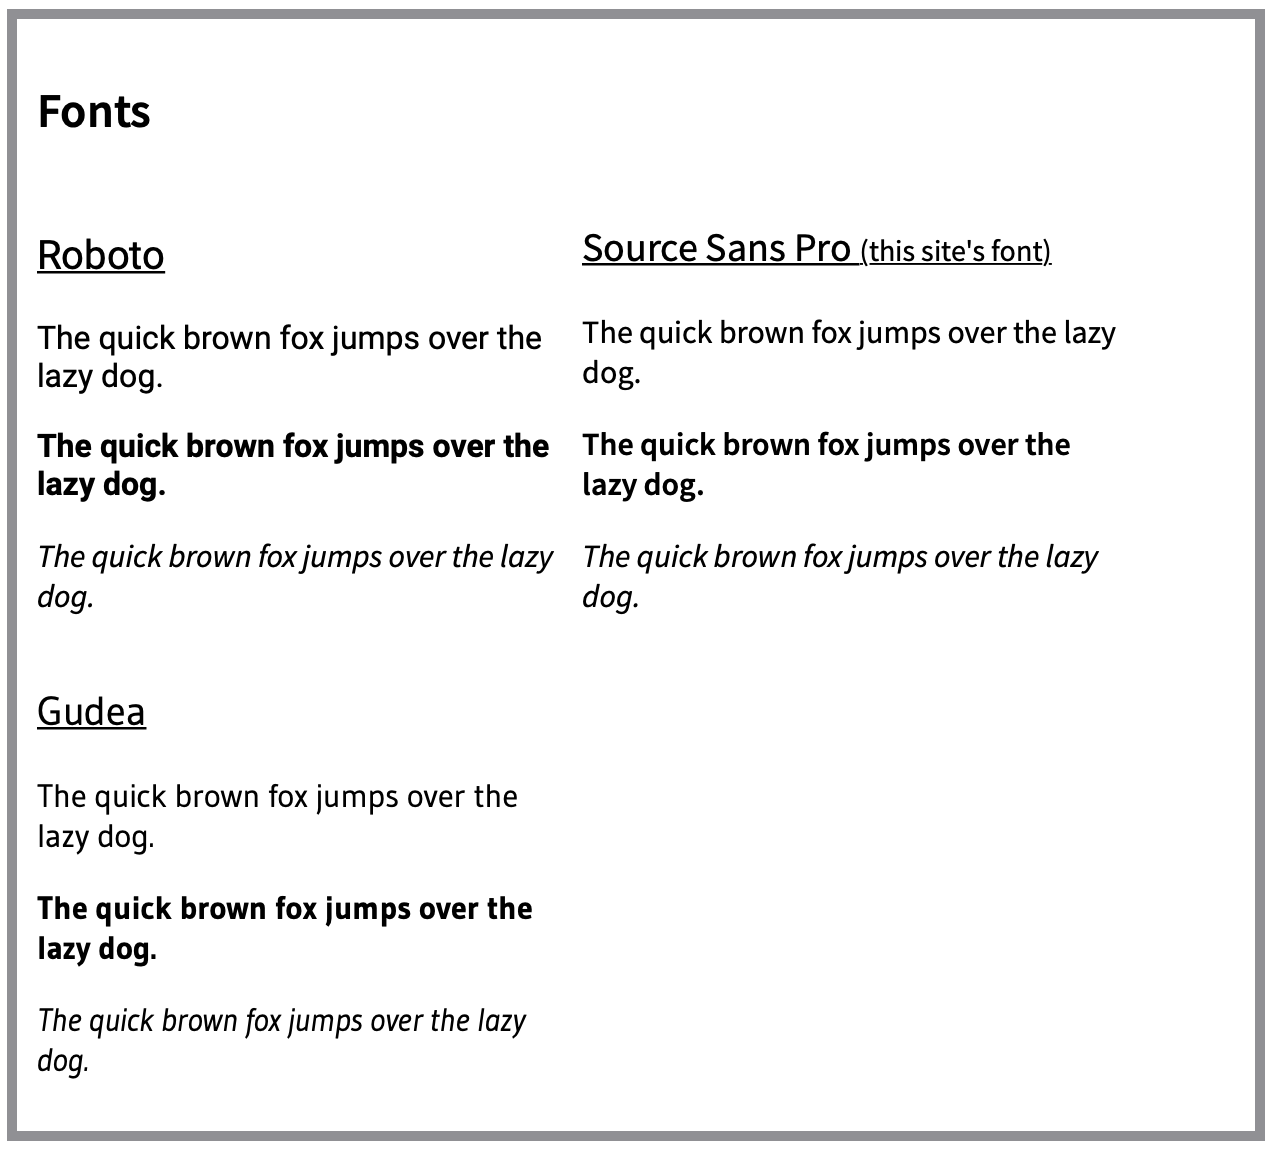 Fonts
Roboto
The quick brown fox jumps over the
lazy dog.
The quick brown fox jumps over the
lazy dog.
The quick brown fox jumps over the lazy
dog.
Source Sans Pro (this site's font)
The quick brown fox jumps over the lazy
dog.
The quick brown fox jumps over the
lazy dog.
The quick brown fox jumps over the lazy
dog.
Gudea
The quick brown fox jumps over the
lazy dog.
The quick brown fox jumps over the
lazy dog.
The quick brown fox jumps over the lazy
dog.